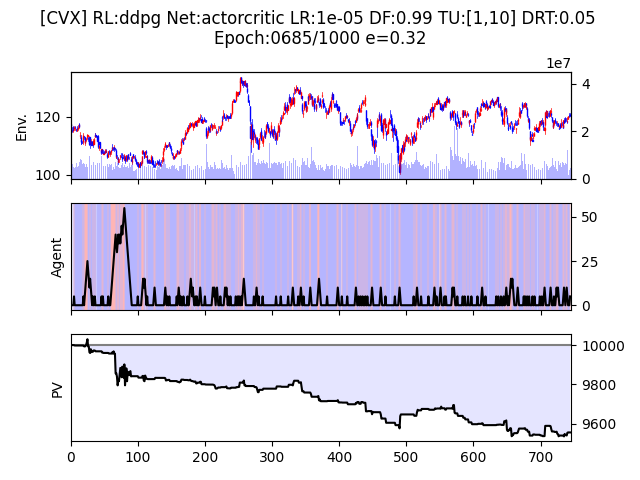 [CVX] RL:ddpg Net:actorcritic LR:1e-05 DF:0.99 TU:[1,10] DRT:0.05
Epoch:0685/1000 e=0.32
1e7
Env.
120
100
4
2
0
Agent
50
25
0
PV
10000
9800
9600
0 100 200 300 400 500 600 700